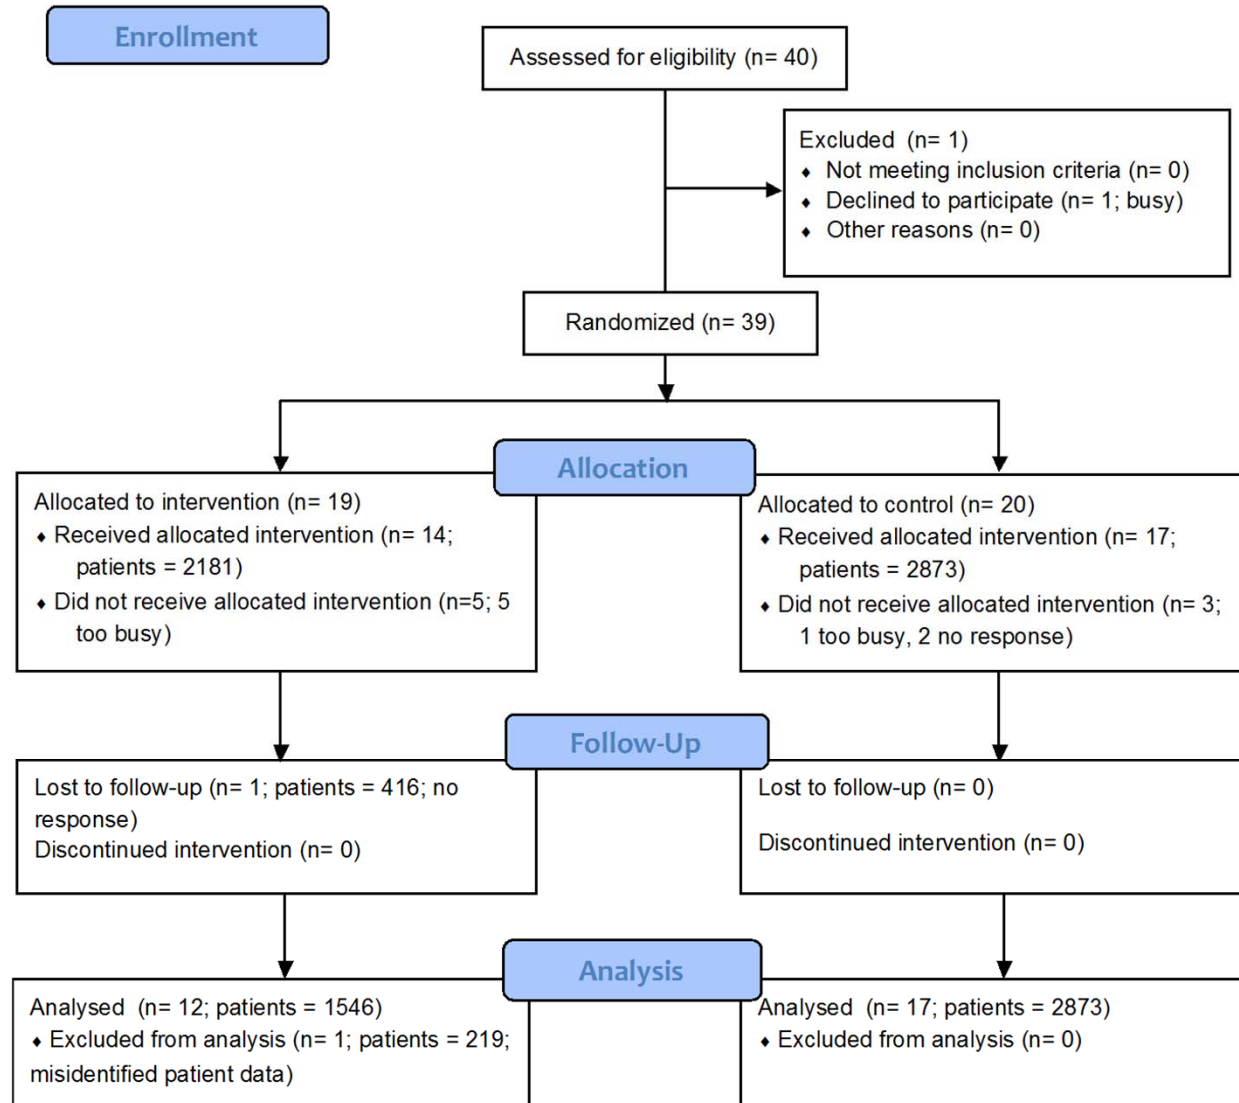 Enrollment
Assessed for eligibility (n= 40)
Excluded (n= 1)
♦ Not meeting inclusion criteria (n= 0)
♦ Declined to participate (n= 1; busy)
♦ Other reasons (n= 0)
Randomized (n= 39)
Allocation
Allocated to intervention (n= 19)
♦ Received allocated intervention (n= 14;
patients = 2181)
♦ Did not receive allocated intervention (n=5; 5
too busy)
Allocated to control (n= 20)
♦ Received allocated intervention (n= 17;
patients = 2873)
♦ Did not receive allocated intervention (n= 3;
1 too busy, 2 no response)
Follow-Up
Lost to follow-up (n= 1; patients = 416; no
response)
Discontinued intervention (n= 0)
Lost to follow-up (n= 0)
Discontinued intervention (n= 0)
Analysis
Analysed (n= 12; patients = 1546)
♦ Excluded from analysis (n= 1; patients = 219;
misidentified patient data)
Analysed (n= 17; patients = 2873)
♦ Excluded from analysis (n= 0)